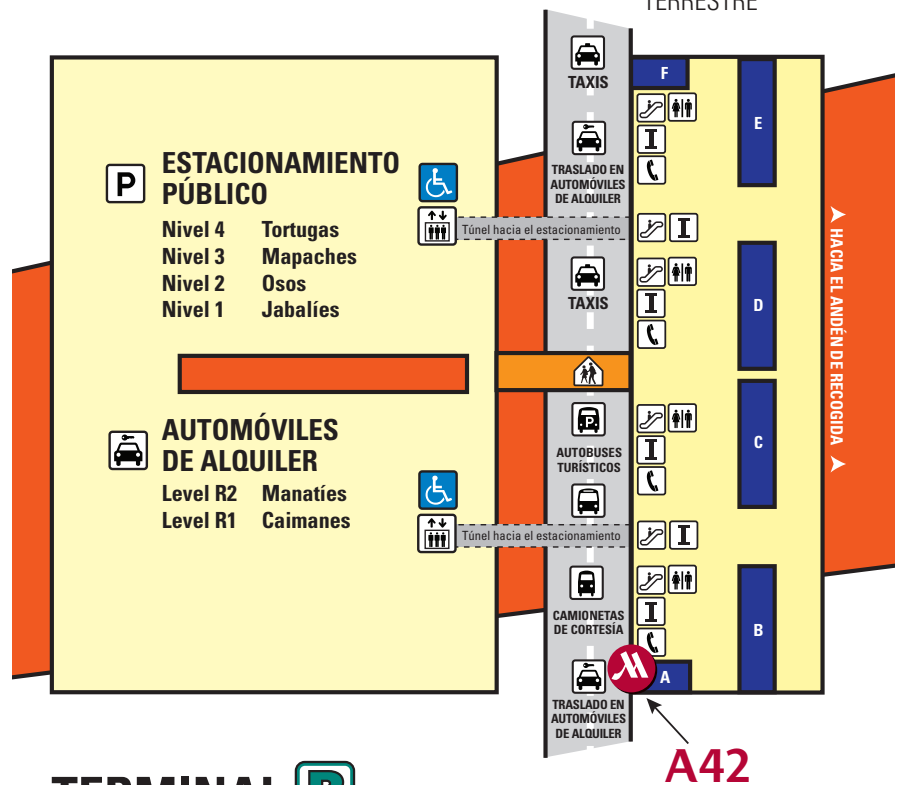 TERRESTRE
TAXIS
F
E
TRASLADO EN
AUTOMÓVILES
DE ALQUILER
P
ESTACIONAMIENTO
PÚBLICO
Nivel 4 Tortugas
Nivel 3 Mapaches
Nivel 2 Osos
Nivel 1 Jabalíes
Túnel hacia el estacionamiento
TAXIS
D
HACIA EL ANDÉN DE RECOGIDA
P
AUTOBUSES
TURÍSTICOS
C
AUTOMÓVILES
DE ALQUILER
Level R2 Manatíes
Level R1 Caimanes
Túnel hacia el estacionamiento
CAMIONETAS
DE CORTESÍA
B
A
TRASLADO EN
AUTOMÓVILES
DE ALQUILER
A42
TERMINAL B